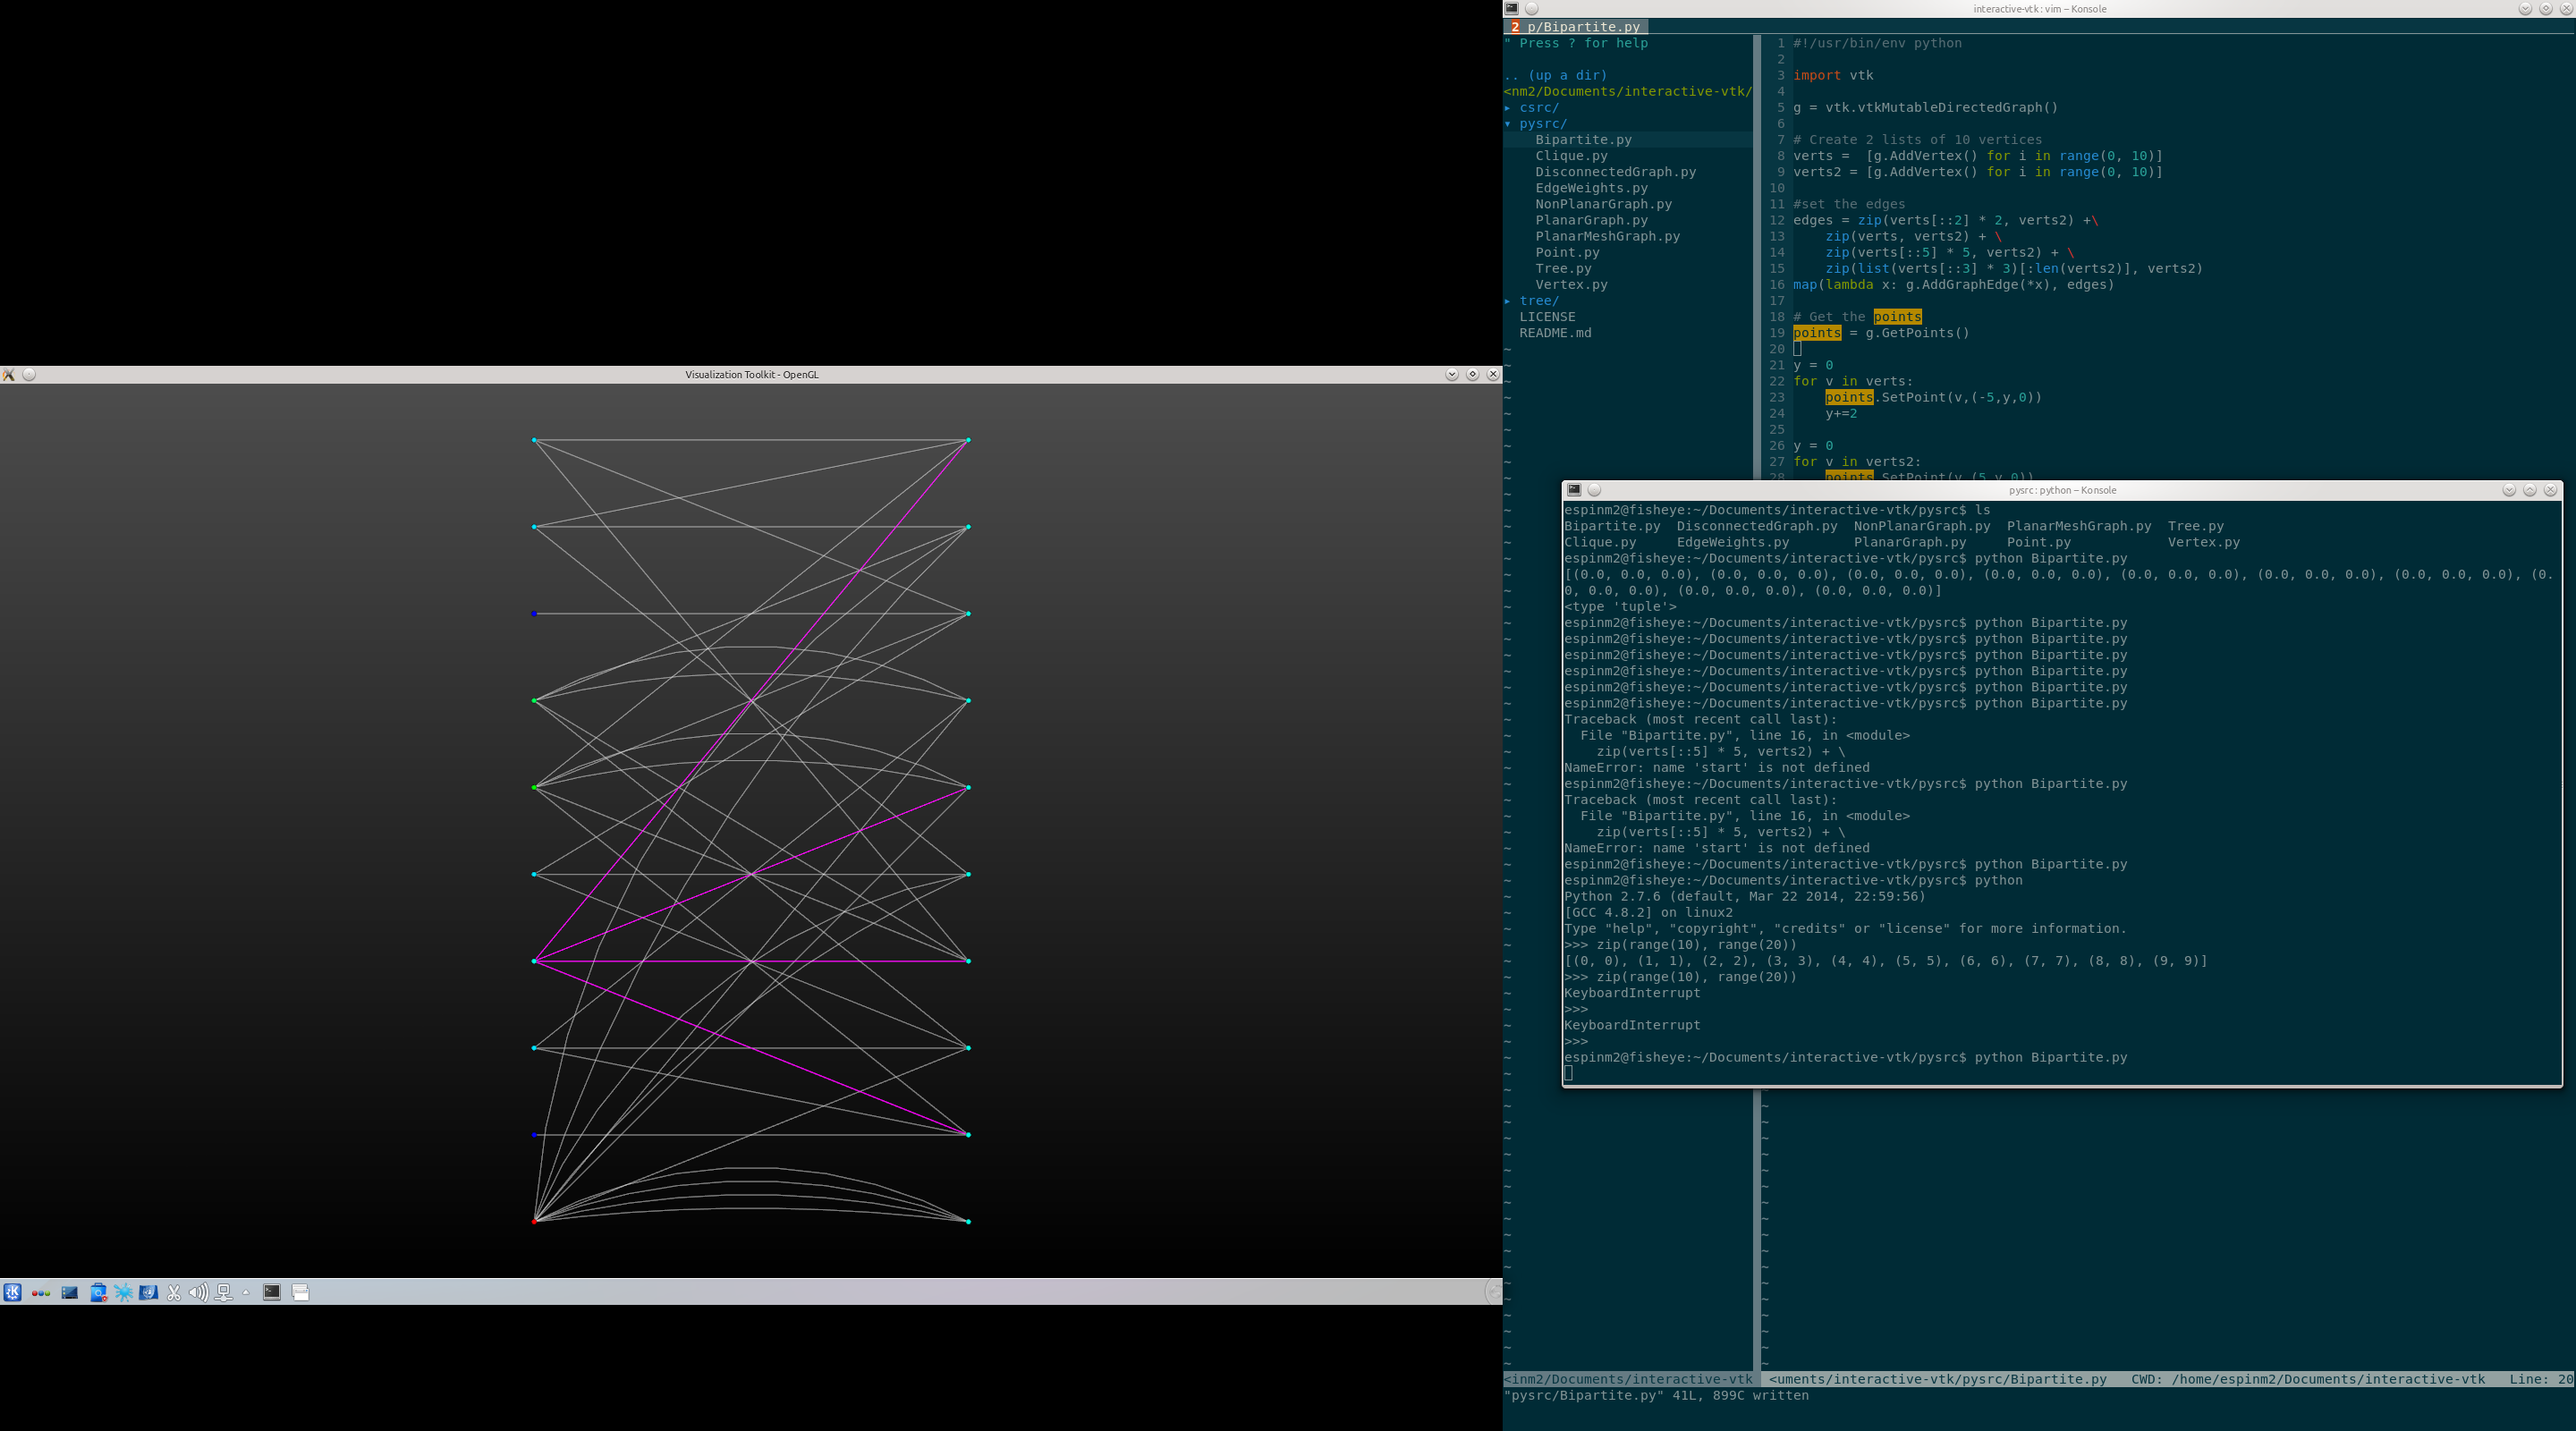 Visualization Toolkit - OpenGL
interactive-vtk : vim – Konsole
2 p/Bipartite.py
" Press ? for help
.. (up a dir)
<nm2/Documents/interactive-vtk/
▸ csrc/
▾ pysrc/
Bipartite.py
Clique.py
DisconnectedGraph.py
EdgeWeights.py
NonPlanarGraph.py
PlanarGraph.py
PlanarMeshGraph.py
Point.py
Tree.py
Vertex.py
▸ tree/
LICENSE
README.md
1 #!/usr/bin/env python
2
3 import vtk
4
5 g = vtk.vtkMutableDirectedGraph()
6
7 # Create 2 lists of 10 vertices
8 verts =  [g.AddVertex() for i in range(0, 10)]
9 verts2 = [g.AddVertex() for i in range(0, 10)]
10
11 #set the edges
12 edges = zip(verts[::2] * 2, verts2) +\
13     zip(verts, verts2) + \
14     zip(verts[::5] * 5, verts2) + \
15     zip(list(verts[::3] * 3)[:len(verts2)], verts2)
16 map(lambda x: g.AddGraphEdge(*x), edges)
17
18 # Get the points
19 points = g.GetPoints()
20
21 y = 0
22 for v in verts:
23     points.SetPoint(v,(-5,y,0))
24     y+=2
25
26 y = 0
27 for v in verts2:
28     points.SetPoint(v,(5,y,0))
pysrc : python – Konsole
espinm2@fisheye:~/Documents/interactive-vtk/pysrc$ ls
Bipartite.py  DisconnectedGraph.py  NonPlanarGraph.py  PlanarMeshGraph.py  Tree.py
Clique.py     EdgeWeights.py        PlanarGraph.py     Point.py            Vertex.py
espinm2@fisheye:~/Documents/interactive-vtk/pysrc$ python Bipartite.py
[(0.0, 0.0, 0.0), (0.0, 0.0, 0.0), (0.0, 0.0, 0.0), (0.0, 0.0, 0.0), (0.0, 0.0, 0.0), (0.0, 0.0, 0.0), (0.0, 0.0, 0.0), (0.
0, 0.0, 0.0), (0.0, 0.0, 0.0), (0.0, 0.0, 0.0)]
<type 'tuple'>
espinm2@fisheye:~/Documents/interactive-vtk/pysrc$ python Bipartite.py
espinm2@fisheye:~/Documents/interactive-vtk/pysrc$ python Bipartite.py
espinm2@fisheye:~/Documents/interactive-vtk/pysrc$ python Bipartite.py
espinm2@fisheye:~/Documents/interactive-vtk/pysrc$ python Bipartite.py
espinm2@fisheye:~/Documents/interactive-vtk/pysrc$ python Bipartite.py
espinm2@fisheye:~/Documents/interactive-vtk/pysrc$ python Bipartite.py
Traceback (most recent call last):
  File "Bipartite.py", line 16, in <module>
    zip(verts[::5] * 5, verts2) + \
NameError: name 'start' is not defined
espinm2@fisheye:~/Documents/interactive-vtk/pysrc$ python Bipartite.py
Traceback (most recent call last):
  File "Bipartite.py", line 16, in <module>
    zip(verts[::5] * 5, verts2) + \
NameError: name 'start' is not defined
espinm2@fisheye:~/Documents/interactive-vtk/pysrc$ python Bipartite.py
espinm2@fisheye:~/Documents/interactive-vtk/pysrc$ python
Python 2.7.6 (default, Mar 22 2014, 22:59:56)
[GCC 4.8.2] on linux2
Type "help", "copyright", "credits" or "license" for more information.
>>> zip(range(10), range(20))
[(0, 0), (1, 1), (2, 2), (3, 3), (4, 4), (5, 5), (6, 6), (7, 7), (8, 8), (9, 9)]
>>> zip(range(10), range(20))
KeyboardInterrupt
>>>
KeyboardInterrupt
>>>
espinm2@fisheye:~/Documents/interactive-vtk/pysrc$ python Bipartite.py
<inm2/Documents/interactive-vtk <uments/interactive-vtk/pysrc/Bipartite.py   CWD: /home/espinm2/Documents/interactive-vtk   Line: 20
"pysrc/Bipartite.py" 41L, 899C written